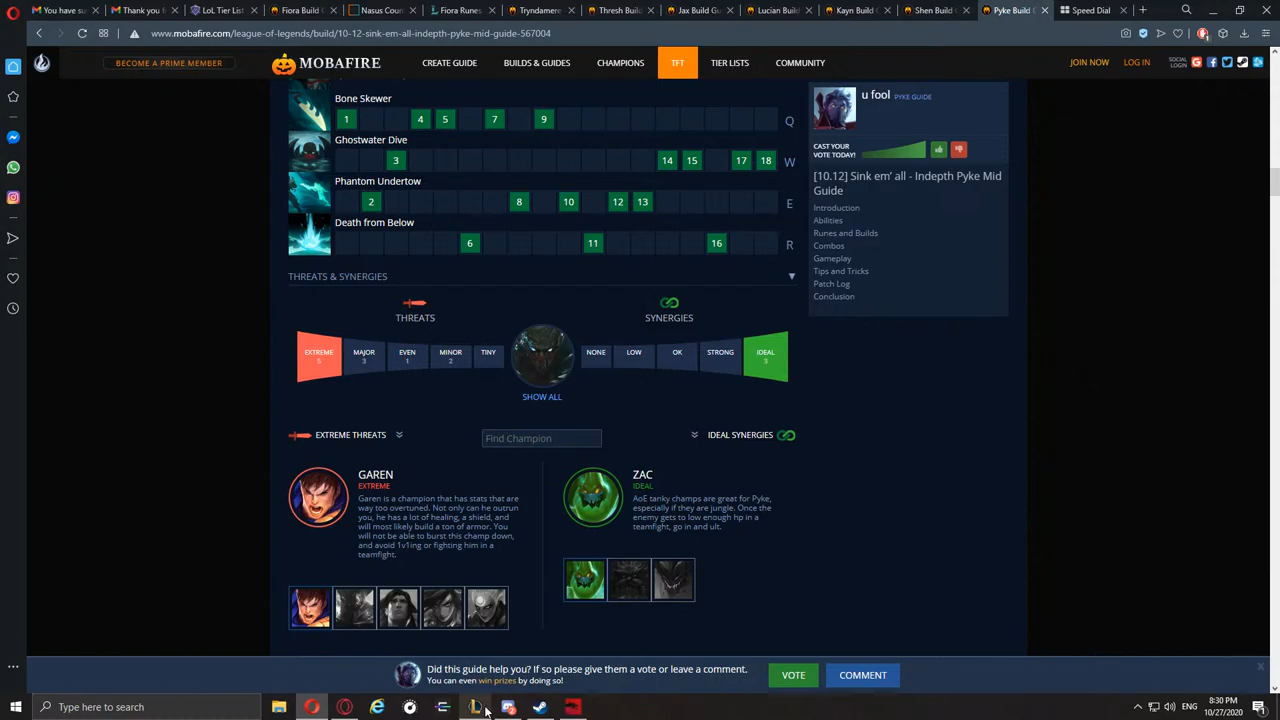 You have su
Thank you f
LoL Tier List
Fiora Build G
Nasus Coun
Fiora Runes
Tryndamere
Thresh Build
Jax Build Gu
Lucian Build
Kayn Build G
Shen Build G
Pyke Build G
Speed Dial
www.mobafire.com/league-of-legends/build/10-12-sink-em-all-indepth-pyke-mid-guide-567004
BECOME A PRIME MEMBER
MOBAFIRE
CREATE GUIDE
BUILDS & GUIDES
CHAMPIONS
TFT
TIER LISTS
COMMUNITY
JOIN NOW
LOG IN
SOCIAL
LOGIN
Bone Skewer
1 4 5 7 9 Q
Ghostwater Dive
3 14 15 17 18 W
Phantom Undertow
2 8 10 12 13 E
Death from Below
6 11 16 R
u fool PYKE GUIDE
CAST YOUR
VOTE TODAY!
[10.12] Sink em' all - Indepth Pyke Mid
Guide
Introduction
Abilities
Runes and Builds
Combos
Gameplay
Tips and Tricks
Patch Log
Conclusion
THREATS & SYNERGIES
THREATS
SYNERGIES
EXTREME
5
MAJOR
3
EVEN
1
MINOR
2
TINY
NONE
LOW
OK
STRONG
IDEAL
3
SHOW ALL
EXTREME THREATS
Find Champion
IDEAL SYNERGIES
GAREN
EXTREME
Garen is a champion that has stats that are
way too overtuned. Not only can he outrun
you, he has a lot of healing, a shield, and
will most likely build a ton of armor. You
will not be able to burst this champ down,
and avoid 1v1ing or fighting him in a
teamfight.
ZAC
IDEAL
AoE tanky champs are great for Pyke,
especially if they are jungle. Once the
enemy gets to low enough hp in a
teamfight, go in and ult.
Did this guide help you? If so please give them a vote or leave a comment.
You can even win prizes by doing so!
VOTE
COMMENT
Type here to search
ENG
8:30 PM
10/27/2020